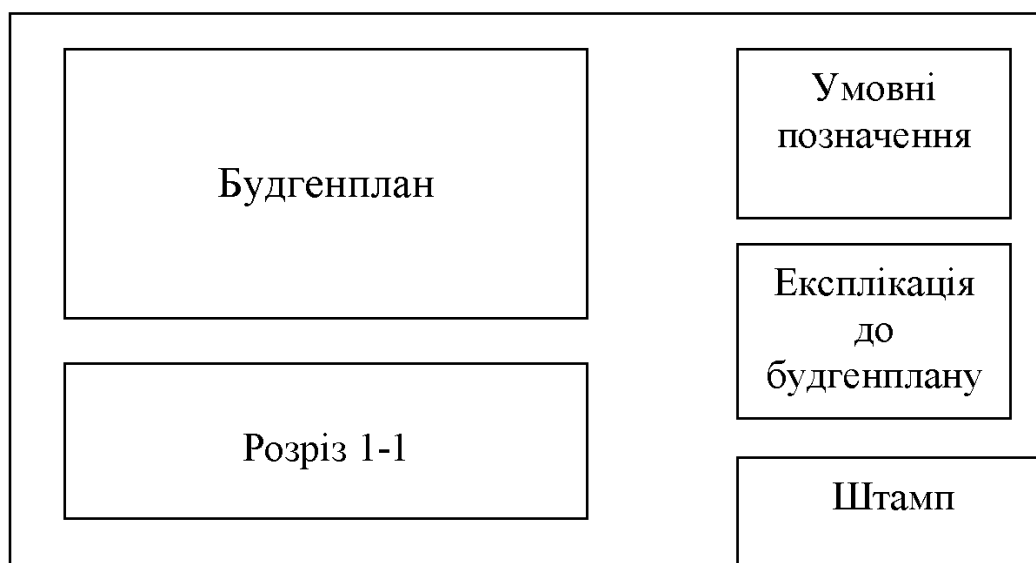 Будгенплан
Розріз 1-1
Умовні
позначення
Експлікація
до
будгенплану
Штамп